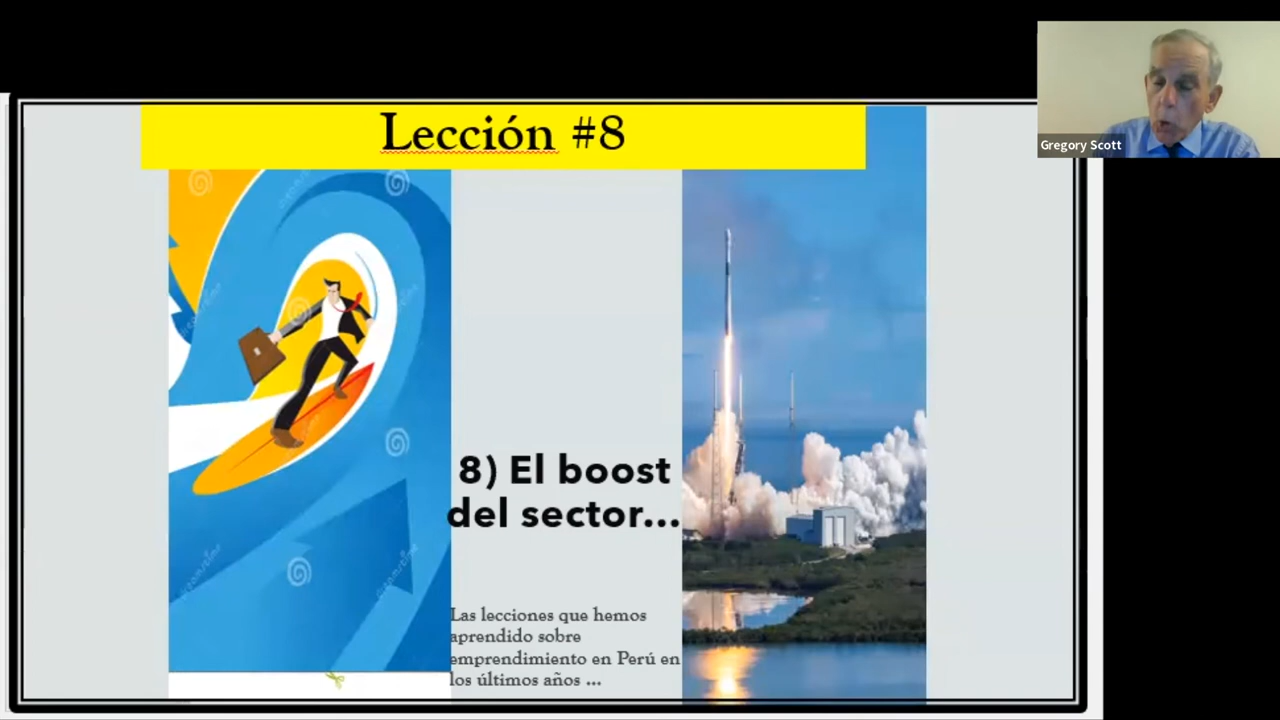 Lección #8
Gregory Scott
8) El boost
del sector...
Las lecciones que hemos
aprendido sobre
emprendimiento en Perú en
los últimos años ...
dreamstime